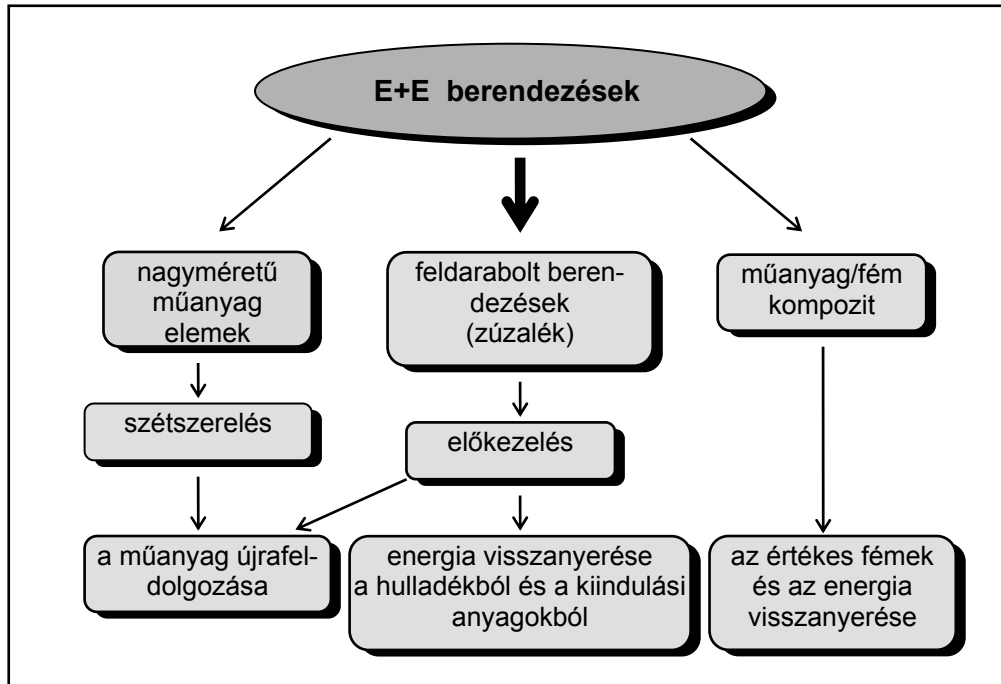 E+E berendezések
nagyméretű
műanyag
elemek
feldarabolt beren-
dezések
(zúzalék)
műanyag/fém
kompozit
szétszerelés
előkezelés
a műanyag újrafel-
dolgozása
energia visszanyerése
a hulladékból és a kiindulási
anyagokból
az értékes fémek
és az energia
visszanyerése